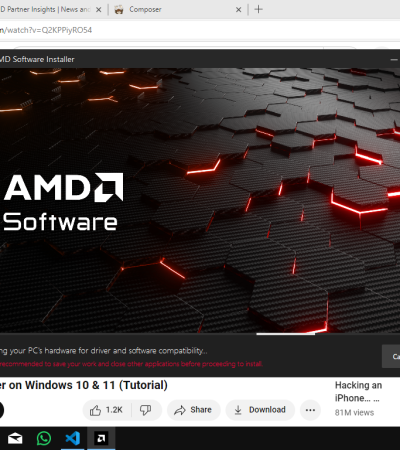 D Partner Insights | News and
Composer
n/watch?v=Q2KPPiyRO54
MD Software Installer
AMD
Software
ng your PC's hardware for driver and software compatibility..
recommended to save your work and close other applications before proceeding to install.
Ca
er on Windows 10 & 11 (Tutorial)
1.2K
Share
Download
Hacking an
iPhone... ...
81M views